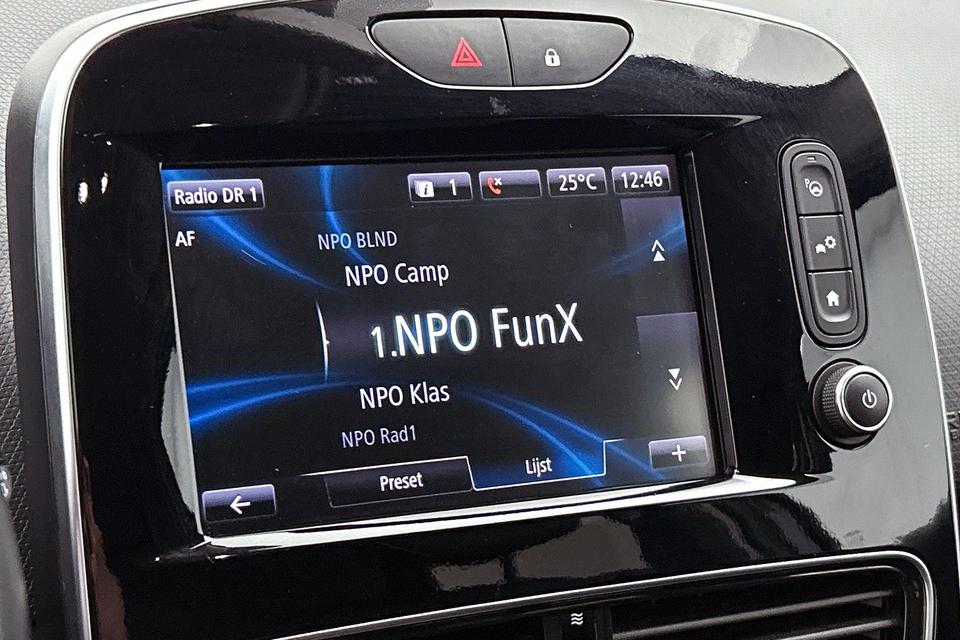 Radio DR 1
1
25°C
12:46
AF
NPO BLND
NPO Camp
1.NPO FunX
NPO Klas
NPO Rad1
Preset
Lijst
+
P